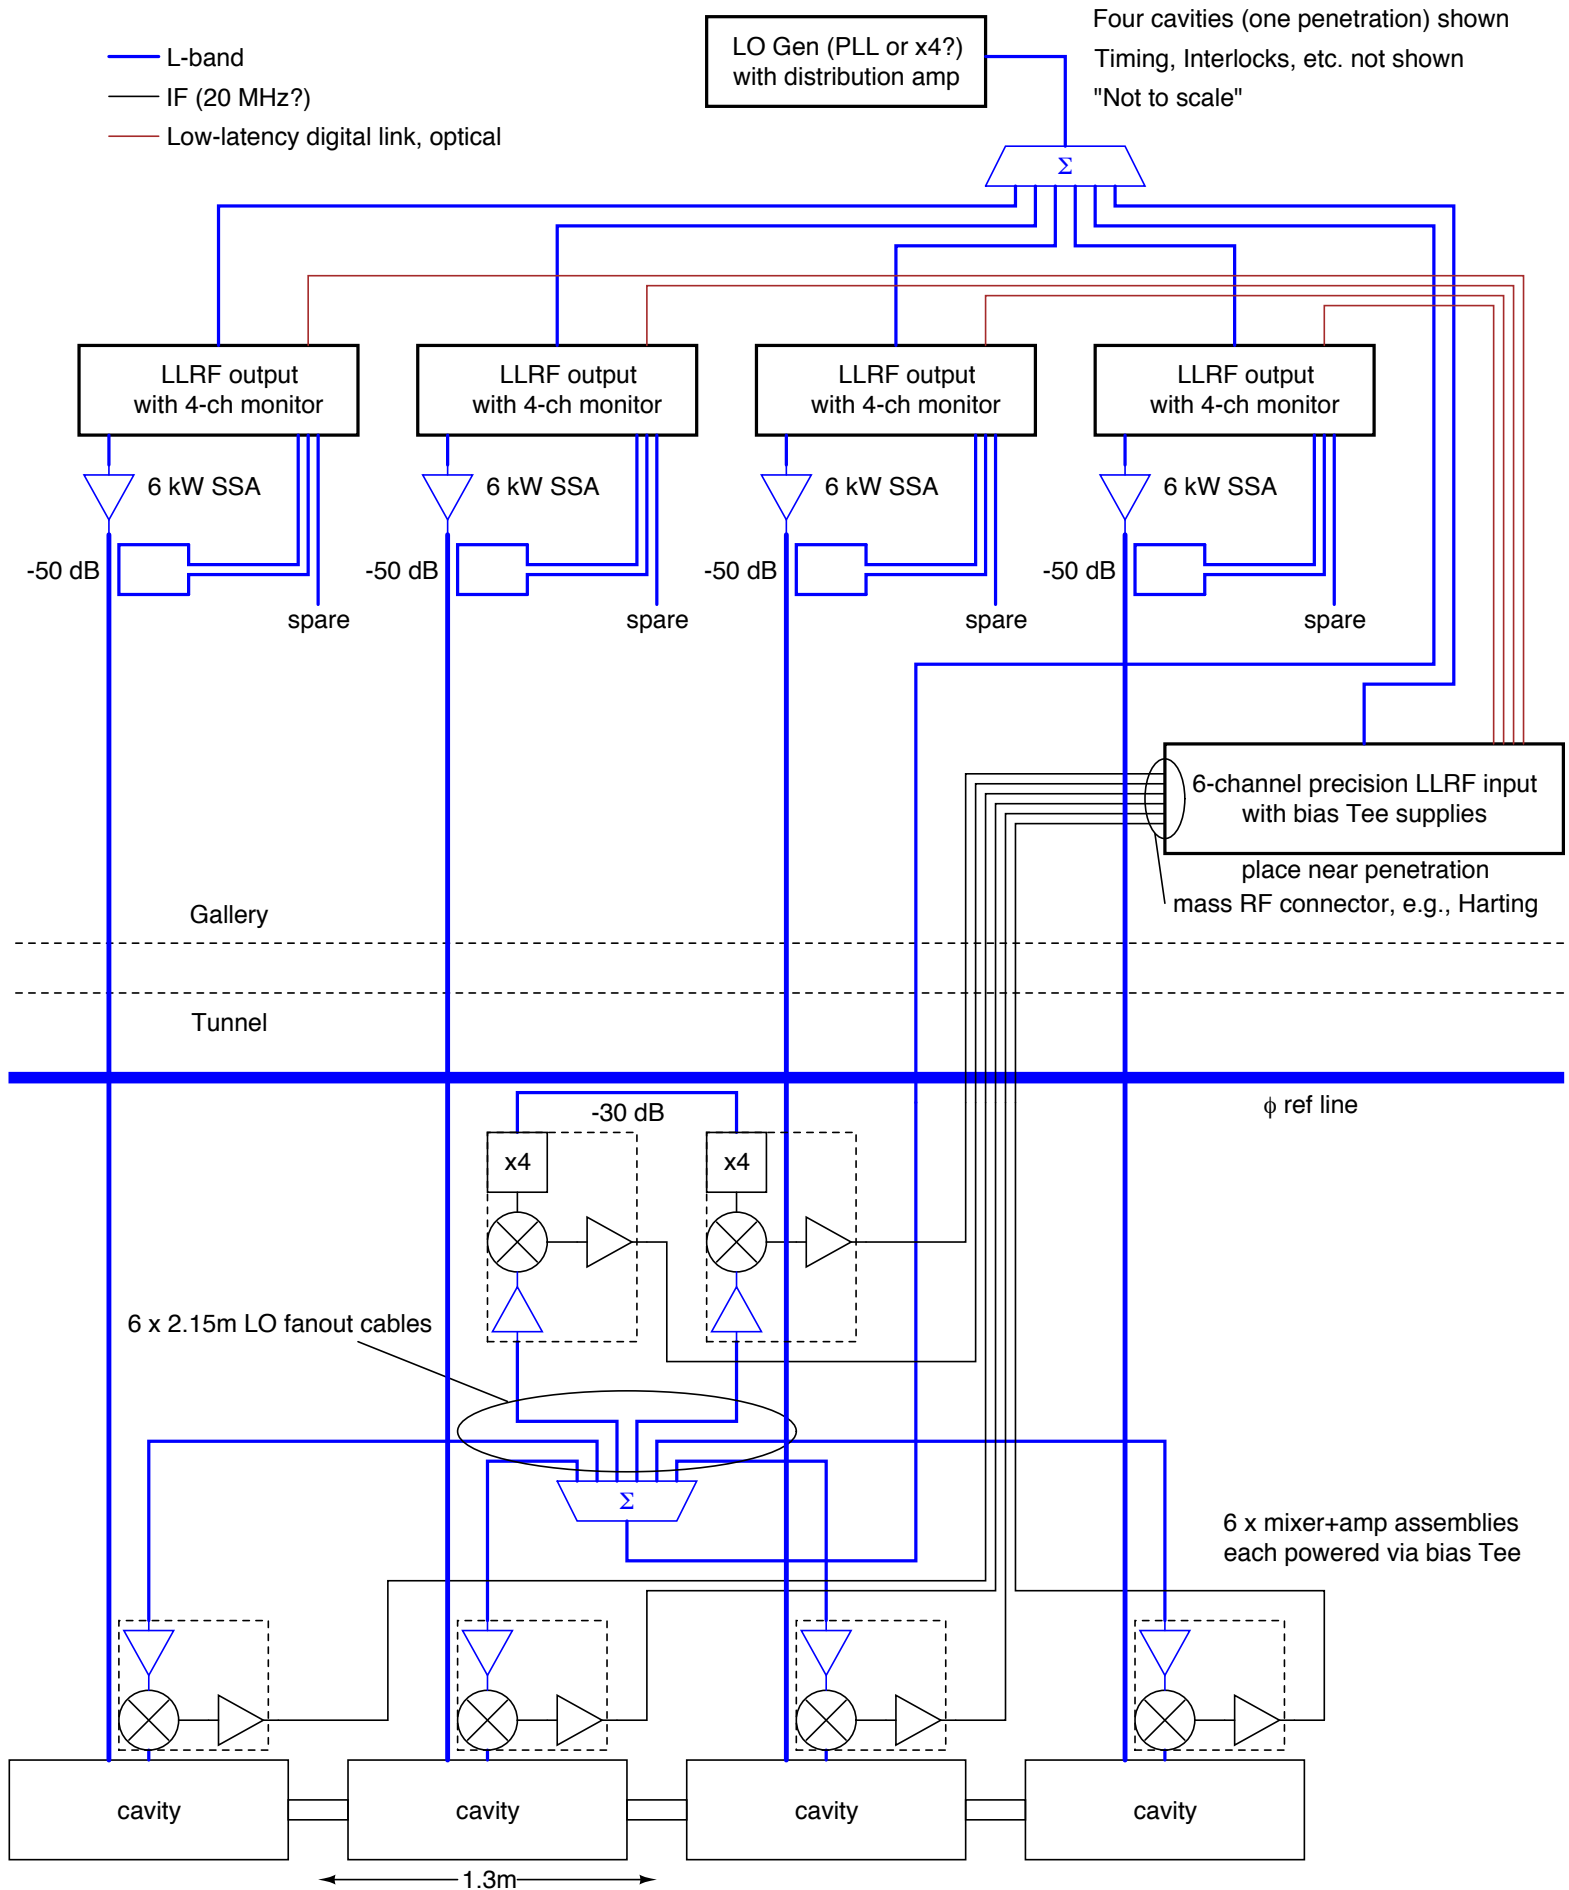 Four cavities (one penetration) shown
LO Gen (PLL or x4?)
with distribution amp
Timing, Interlocks, etc. not shown
"Not to scale"
L-band
IF (20 MHz?)
Low-latency digital link, optical
Σ
LLRF output
with 4-ch monitor
LLRF output
with 4-ch monitor
LLRF output
with 4-ch monitor
LLRF output
with 4-ch monitor
6 kW SSA
6 kW SSA
6 kW SSA
6 kW SSA
-50 dB
-50 dB
-50 dB
-50 dB
spare
spare
spare
spare
6-channel precision LLRF input
with bias Tee supplies
place near penetration
mass RF connector, e.g., Harting
Gallery
Tunnel
ϕ ref line
-30 dB
x4
x4
6 x 2.15m LO fanout cables
Σ
6 x mixer+amp assemblies
each powered via bias Tee
cavity
cavity
cavity
cavity
1.3m